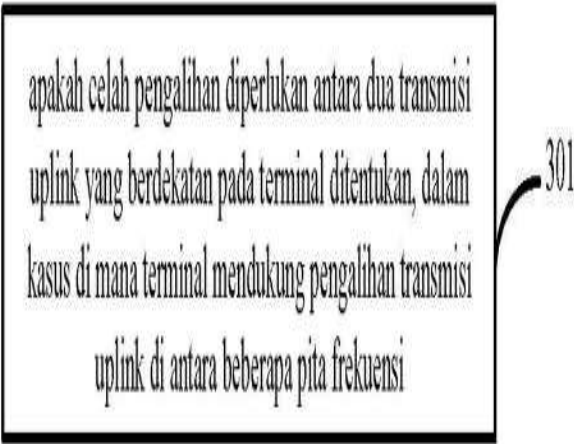 apakah celah pengalihan diperlukan antara dua transmisi
uplink yang berdekatan pada terminal ditentukan, dalam
kasus di mana terminal mendukung pengalihan transmisi
uplink di antara beberapa pita frekuensi
301